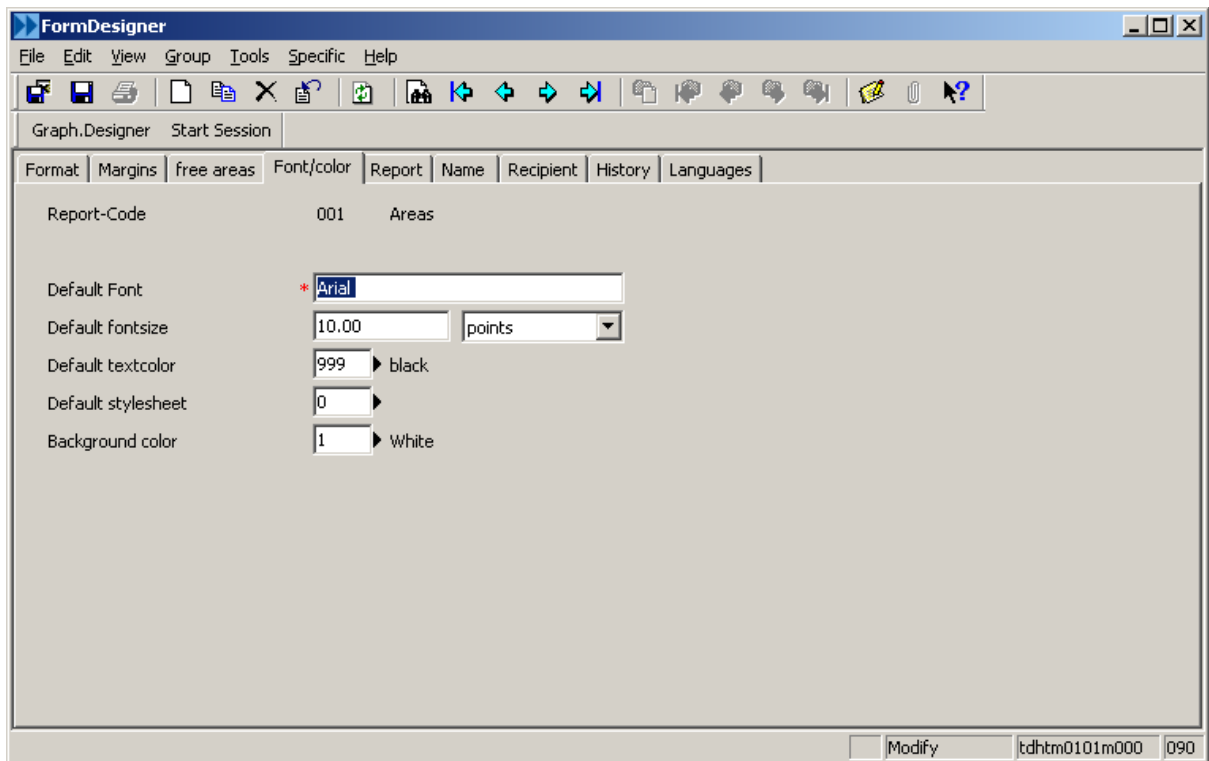 FormDesigner
File Edit View Group Tools Specific Help
Graph.Designer Start Session
Format Margins free areas Font/color Report Name Recipient History Languages
Report-Code 001 Areas
Default Font * Arial
Default fontsize 10.00 points
Default textcolor 999 black
Default stylesheet 0
Background color 1 White
Modify tdhtm0101m000 090